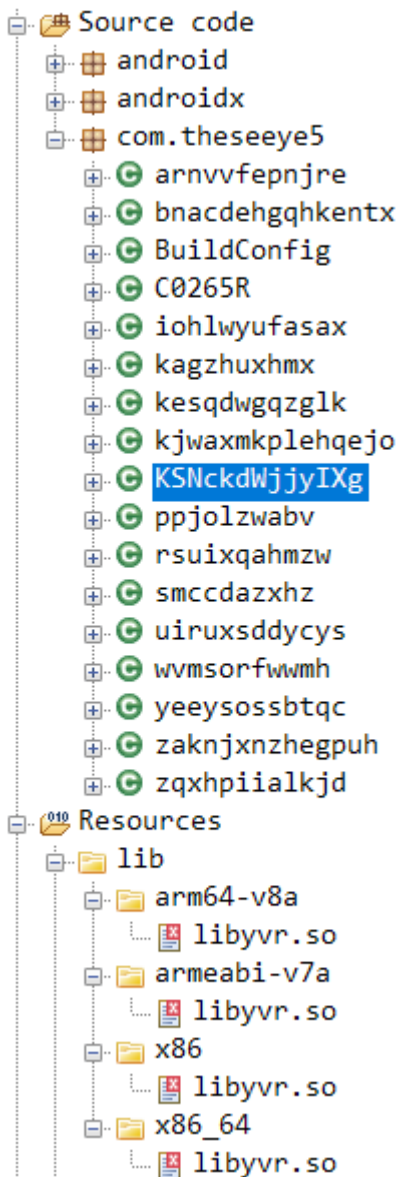 Source code
android
androidx
com.theseeye5
arnvvfepnjre
bnacdehgqhkentx
BuildConfig
C0265R
iohlwyufasax
kagzhuxhmx
kesqdwgqzglk
kjwaxmkplehqejo
KSNckdWjjyIXg
ppjolzwabv
rsuixqahmzw
smccdazxhz
uiruxsddycys
wvmsorfwwmh
yeeysossbtqc
zaknjxnzhegpuh
zqxhpiialkjd
Resources
lib
arm64-v8a
libyvr.so
armeabi-v7a
libyvr.so
x86
libyvr.so
x86_64
libyvr.so